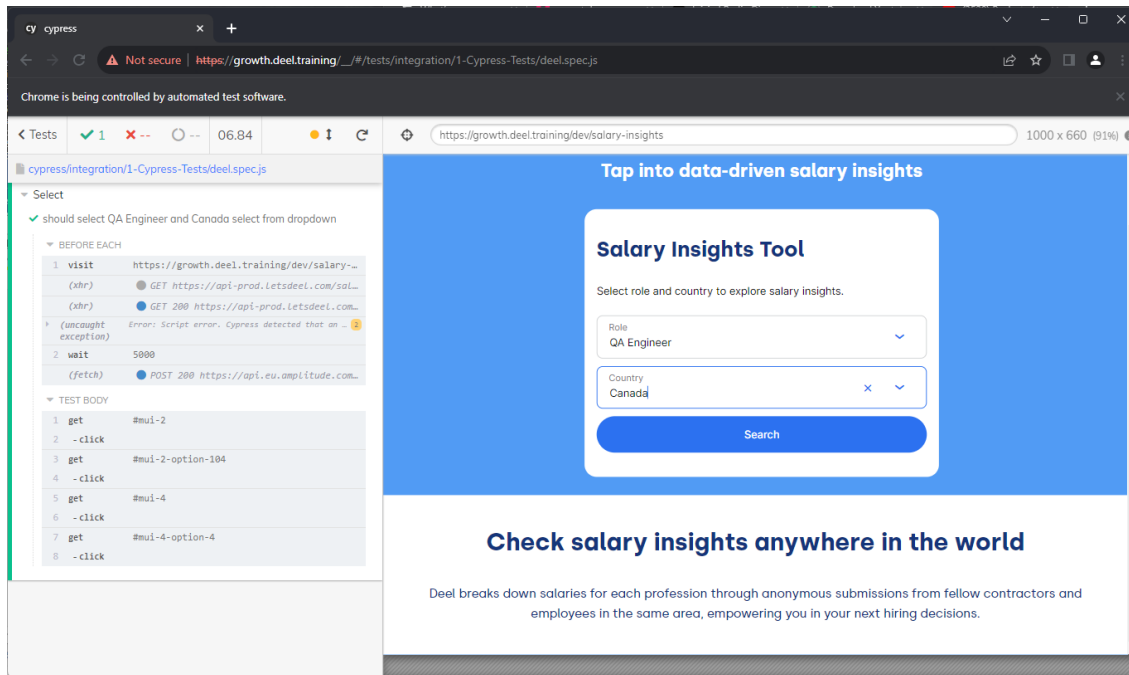 cy cypress
Not secure | https://growth.deel.training/__/#/tests/integration/1-Cypress-Tests/deel.spec.js
Chrome is being controlled by automated test software.
Tests 1 -- -- 06.84
https://growth.deel.training/dev/salary-insights 1000 x 660 (91%)
cypress/integration/1-Cypress-Tests/deel.spec.js
Select
should select QA Engineer and Canada select from dropdown
BEFORE EACH
1 visit https://growth.deel.training/dev/salary-…
(xhr) GET https://api-prod.letsdeel.com/sal…
(xhr) GET 200 https://api-prod.letsdeel.com…
(uncaught exception) Error: Script error. Cypress detected that an … 2
2 wait 5000
(fetch) POST 200 https://api.eu.amplitude.com…
TEST BODY
1 get #mui-2
2 - click
3 get #mui-2-option-104
4 - click
5 get #mui-4
6 - click
7 get #mui-4-option-4
8 - click
Tap into data-driven salary insights
Salary Insights Tool
Select role and country to explore salary insights.
Role
QA Engineer
Country
Canada
Search
Check salary insights anywhere in the world
Deel breaks down salaries for each profession through anonymous submissions from fellow contractors and
employees in the same area, empowering you in your next hiring decisions.